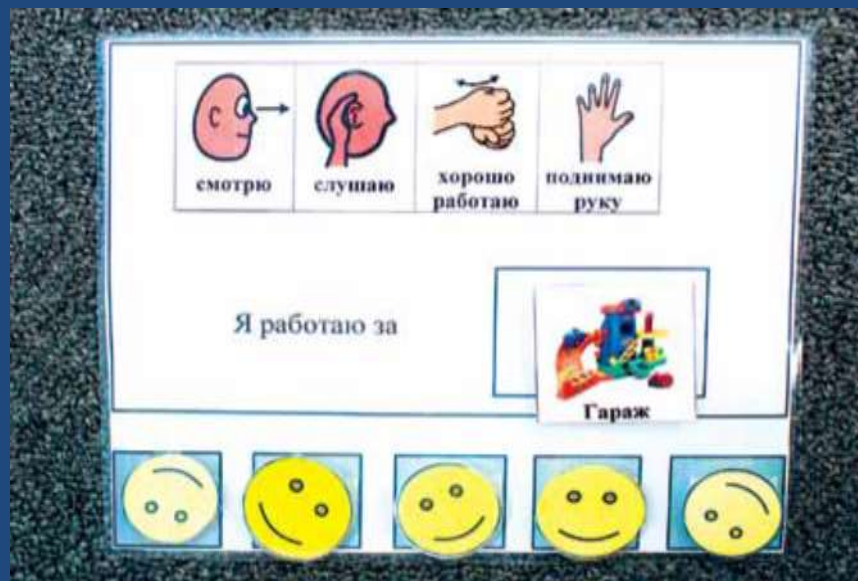 смотрю
слушаю
хорошо
работаю
поднимаю
руку
Я работаю за
Гараж